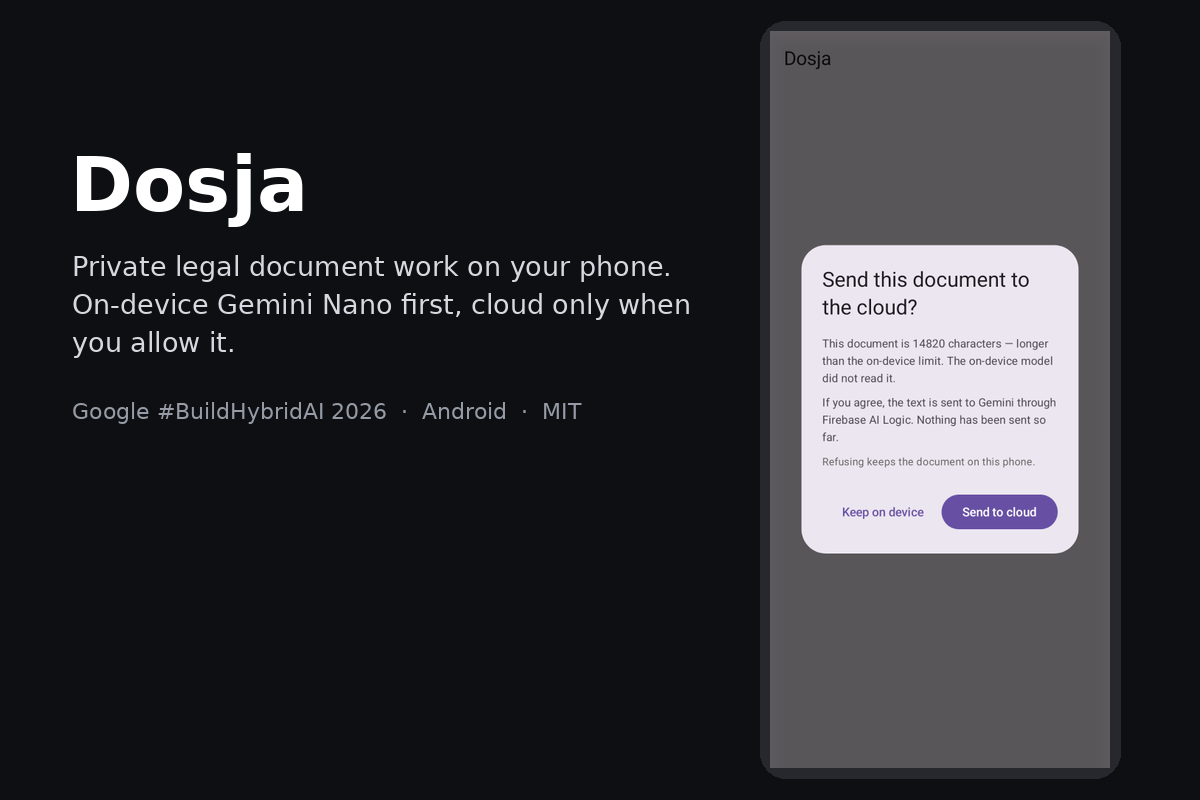 Dosja
Private legal document work on your phone.
On-device Gemini Nano first, cloud only when
you allow it.
Google #BuildHybridAI 2026 · Android · MIT
Dosja
Send this document to
the cloud?
This document is 14820 characters — longer
than the on-device limit. The on-device model
did not read it.
If you agree, the text is sent to Gemini through
Firebase AI Logic. Nothing has been sent so
far.
Refusing keeps the document on this phone.
Keep on device
Send to cloud